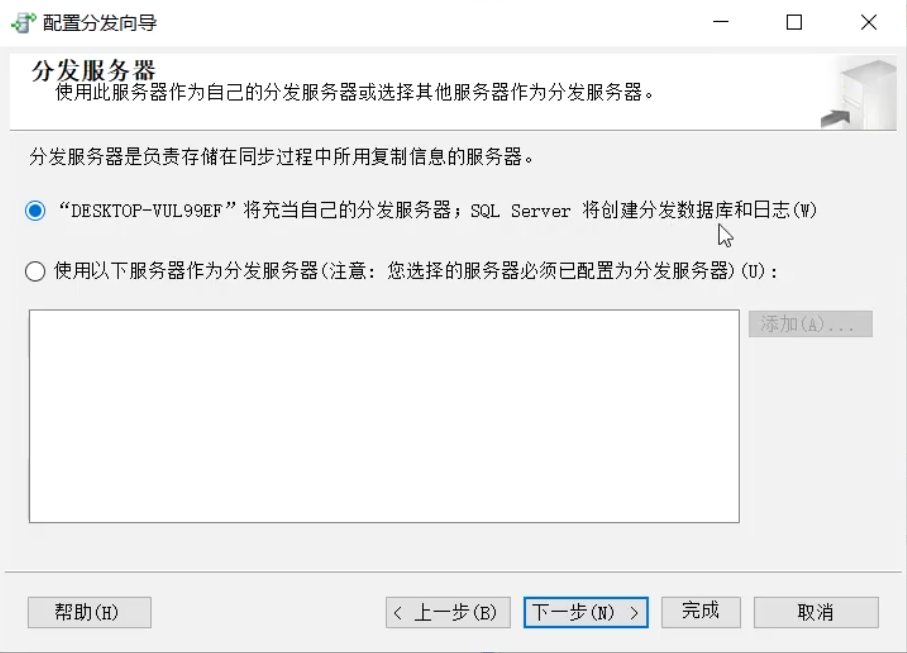 配置分发向导
分发服务器
使用此服务器作为自己的分发服务器或选择其他服务器作为分发服务器。
分发服务器是负责存储在同步过程中所用复制信息的服务器。
“DESKTOP-VUL99EF”将充当自己的分发服务器；SQL Server 将创建分发数据库和日志(W)
使用以下服务器作为分发服务器(注意: 您选择的服务器必须已配置为分发服务器)(U):
添加(A)...
帮助(H)
< 上一步(B)
下一步(N) >
完成
取消